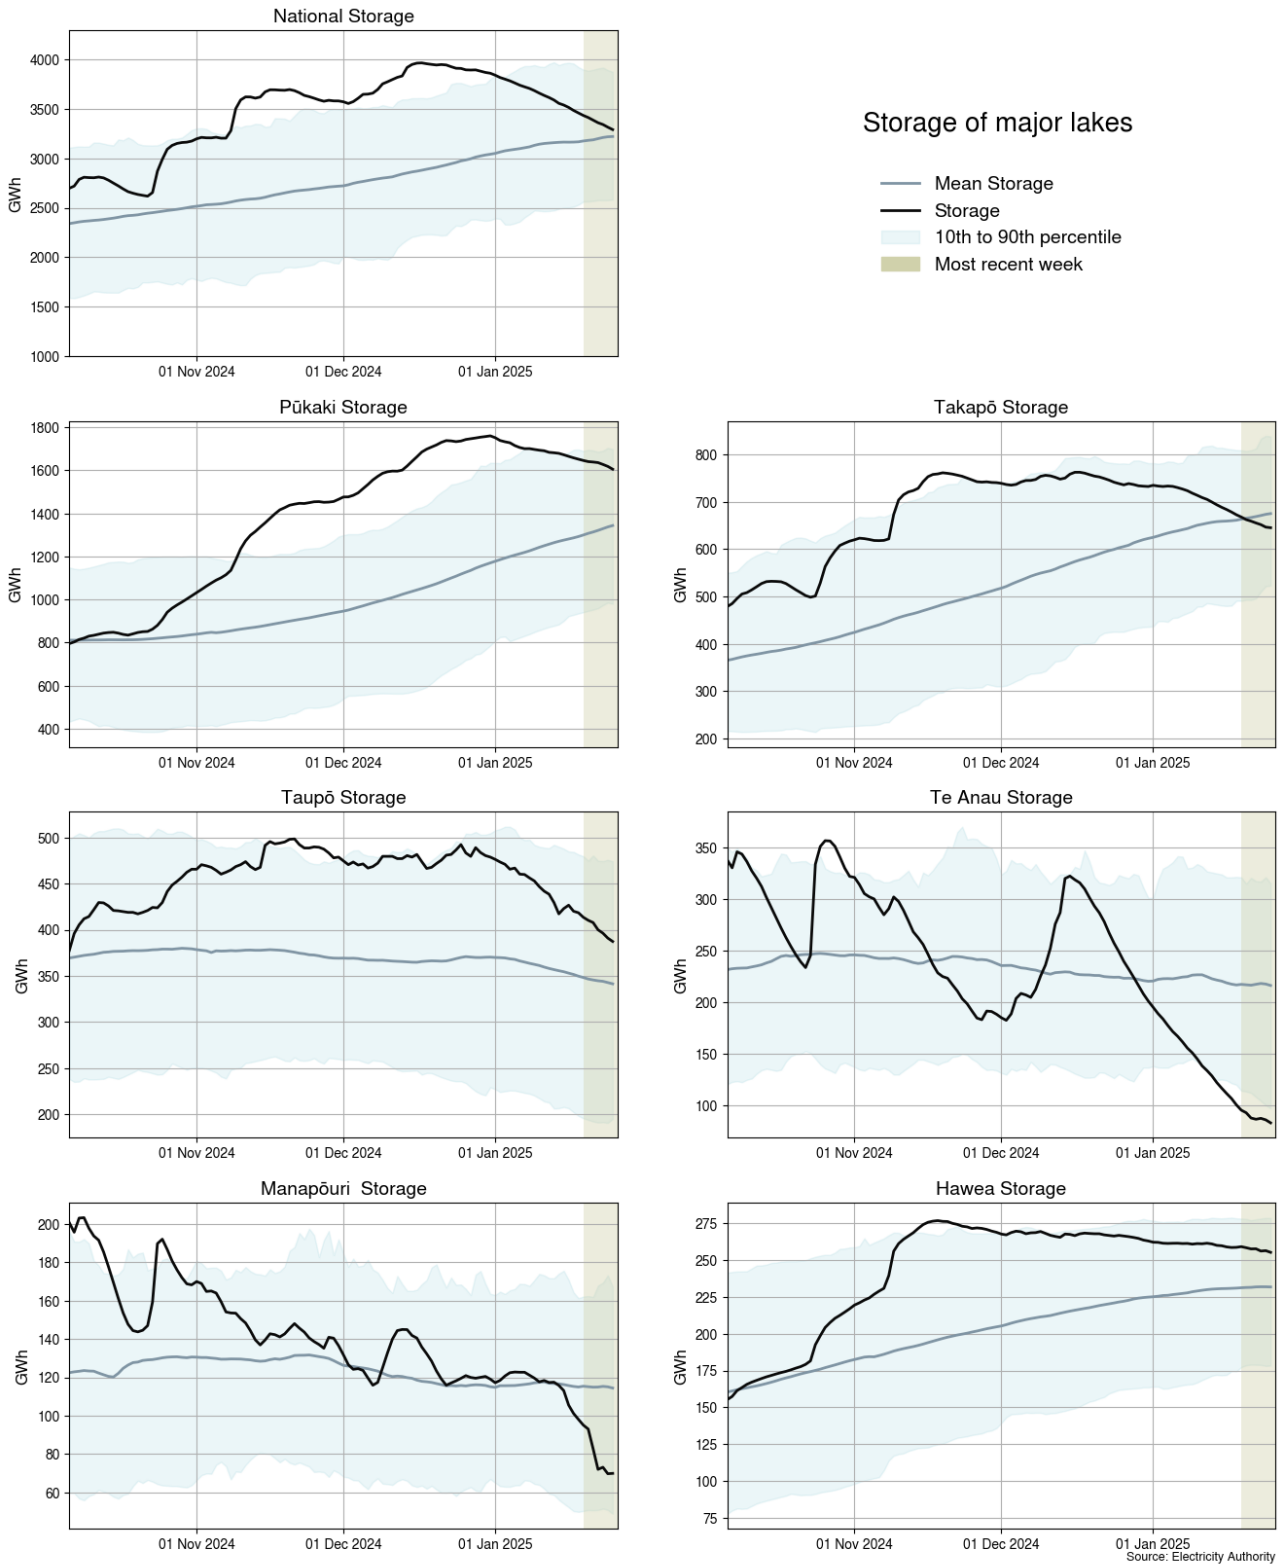 National Storage
GWh
4000
3500
3000
2500
2000
1500
1000
01 Nov 2024
01 Dec 2024
01 Jan 2025
Storage of major lakes
Mean Storage
Storage
10th to 90th percentile
Most recent week
Pūkaki Storage
GWh
1800
1600
1400
1200
1000
800
600
400
01 Nov 2024
01 Dec 2024
01 Jan 2025
Takapō Storage
GWh
800
700
600
500
400
300
200
01 Nov 2024
01 Dec 2024
01 Jan 2025
Taupō Storage
GWh
500
450
400
350
300
250
200
01 Nov 2024
01 Dec 2024
01 Jan 2025
Te Anau Storage
GWh
350
300
250
200
150
100
01 Nov 2024
01 Dec 2024
01 Jan 2025
Manapōuri  Storage
GWh
200
180
160
140
120
100
80
60
01 Nov 2024
01 Dec 2024
01 Jan 2025
Hawea Storage
GWh
275
250
225
200
175
150
125
100
75
01 Nov 2024
01 Dec 2024
01 Jan 2025
Source: Electricity Authority